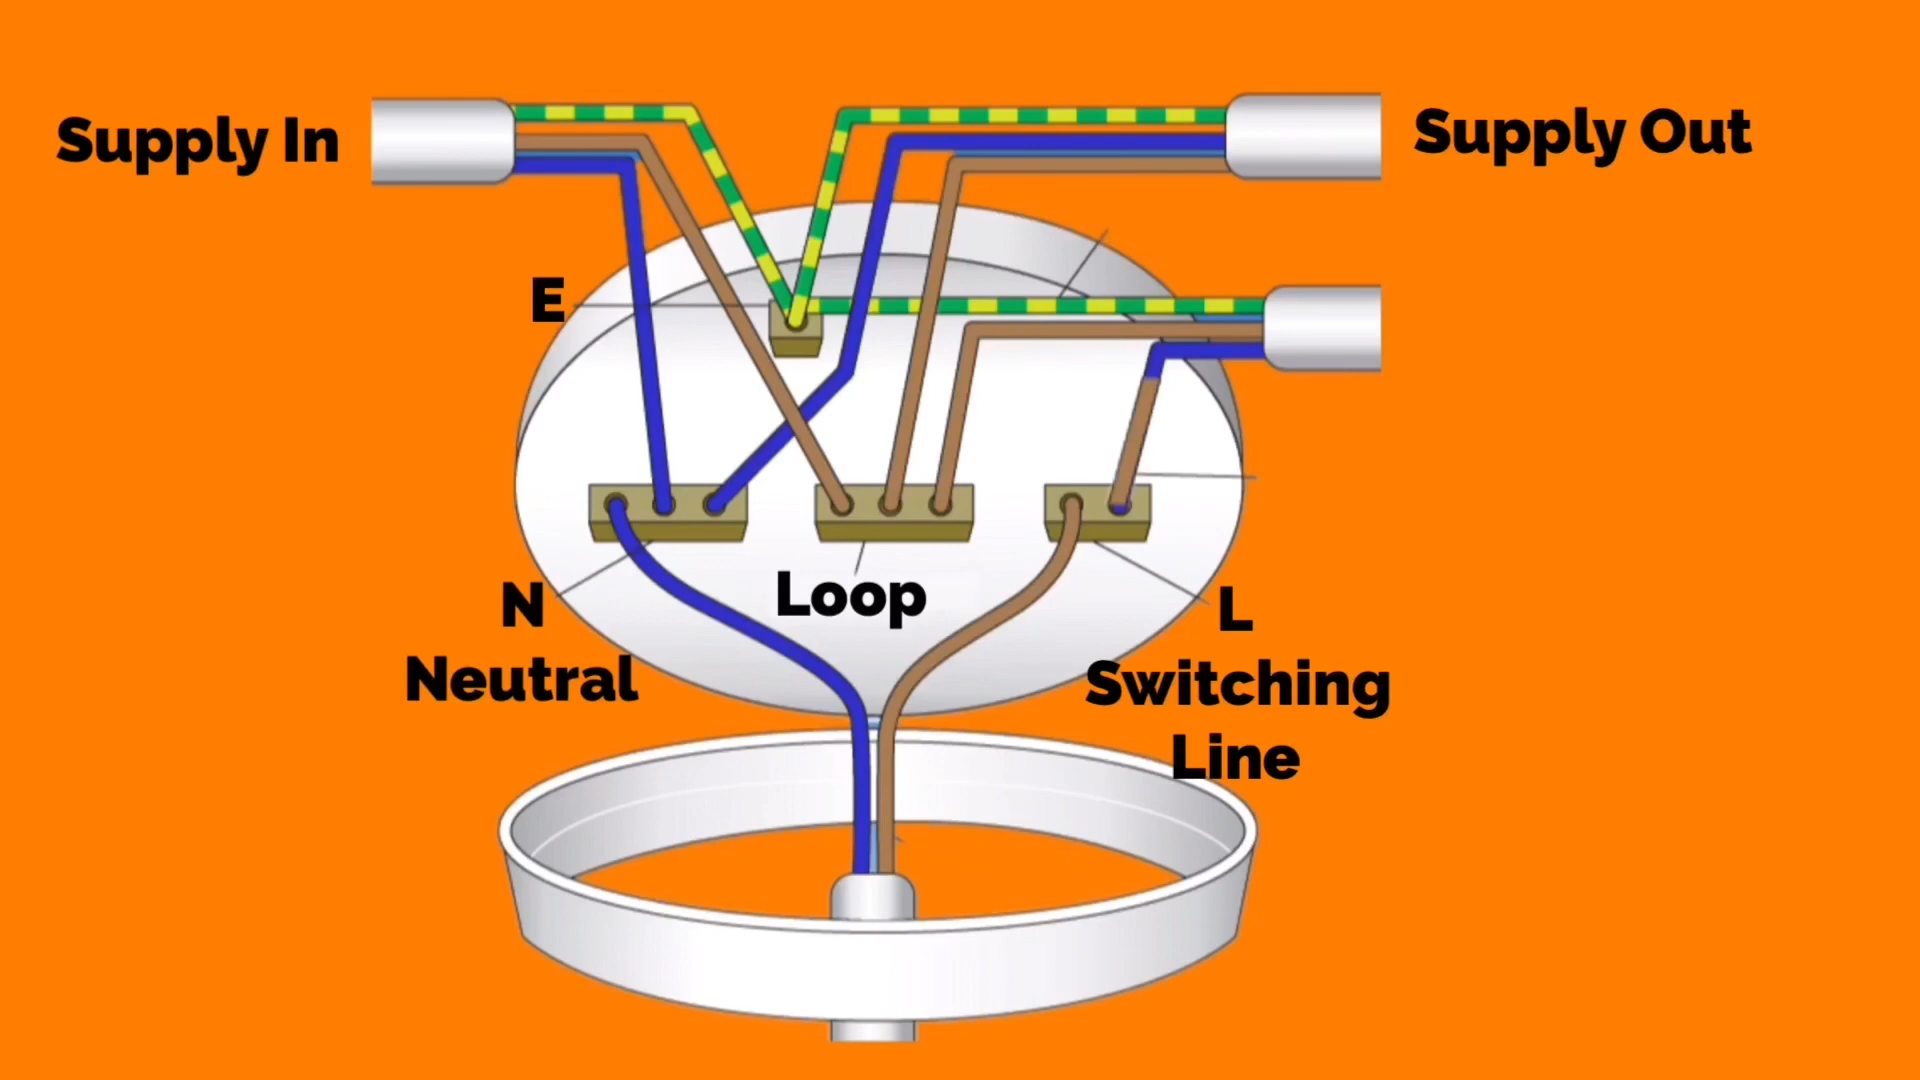 Supply In
Supply Out
E
N
Neutral
Loop
L
Switching
Line